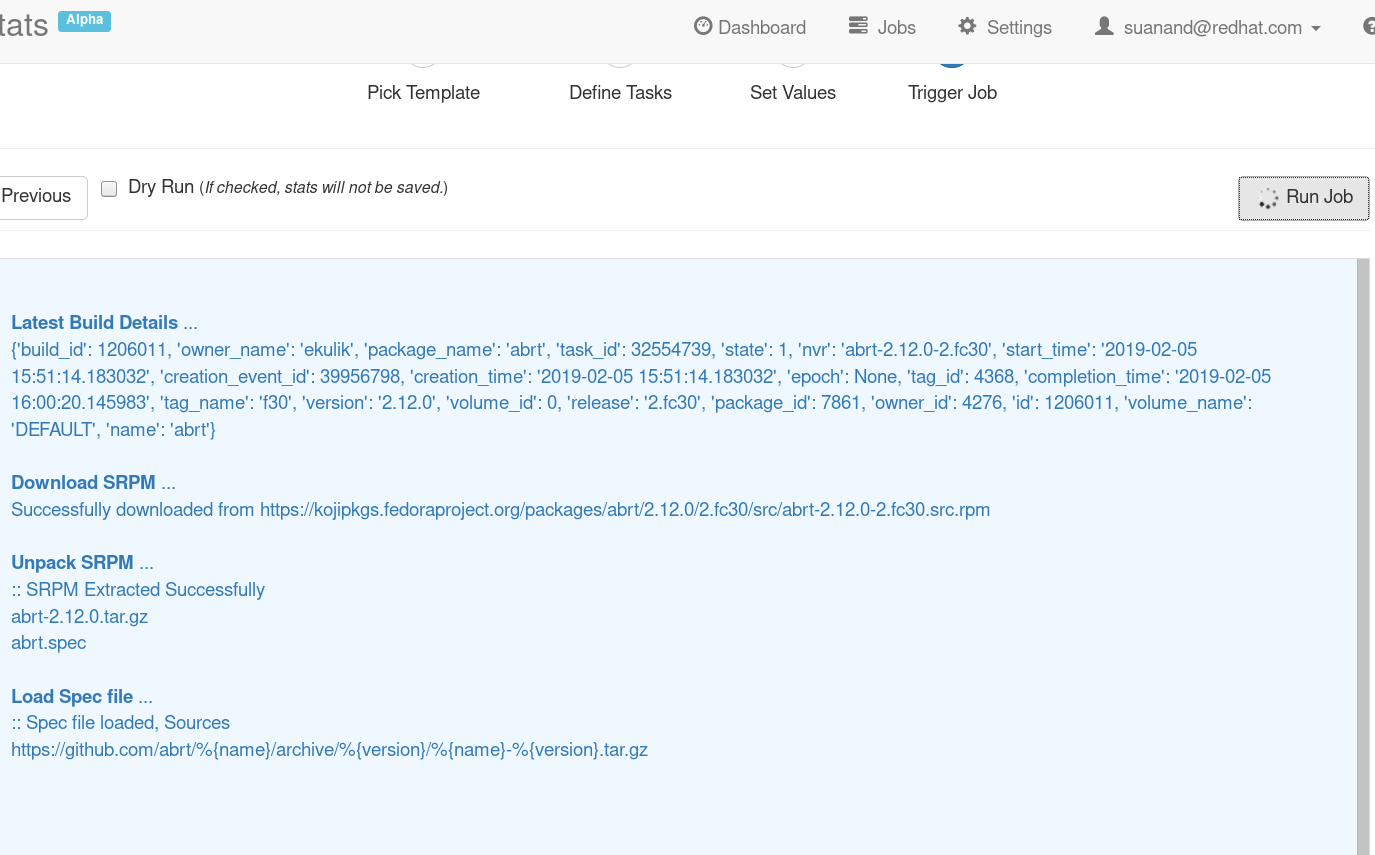 tats Alpha Dashboard Jobs Settings suanand@redhat.com ?
Pick Template Define Tasks Set Values Trigger Job
Previous Dry Run (If checked, stats will not be saved.) Run Job
Latest Build Details ...
{'build_id': 1206011, 'owner_name': 'ekulik', 'package_name': 'abrt', 'task_id': 32554739, 'state': 1, 'nvr': 'abrt-2.12.0-2.fc30', 'start_time': '2019-02-05
15:51:14.183032', 'creation_event_id': 39956798, 'creation_time': '2019-02-05 15:51:14.183032', 'epoch': None, 'tag_id': 4368, 'completion_time': '2019-02-05
16:00:20.145983', 'tag_name': 'f30', 'version': '2.12.0', 'volume_id': 0, 'release': '2.fc30', 'package_id': 7861, 'owner_id': 4276, 'id': 1206011, 'volume_name':
'DEFAULT', 'name': 'abrt'}
Download SRPM ...
Successfully downloaded from https://kojipkgs.fedoraproject.org/packages/abrt/2.12.0/2.fc30/src/abrt-2.12.0-2.fc30.src.rpm
Unpack SRPM ...
:: SRPM Extracted Successfully
abrt-2.12.0.tar.gz
abrt.spec
Load Spec file ...
:: Spec file loaded, Sources
https://github.com/abrt/%{name}/archive/%{version}/%{name}-%{version}.tar.gz